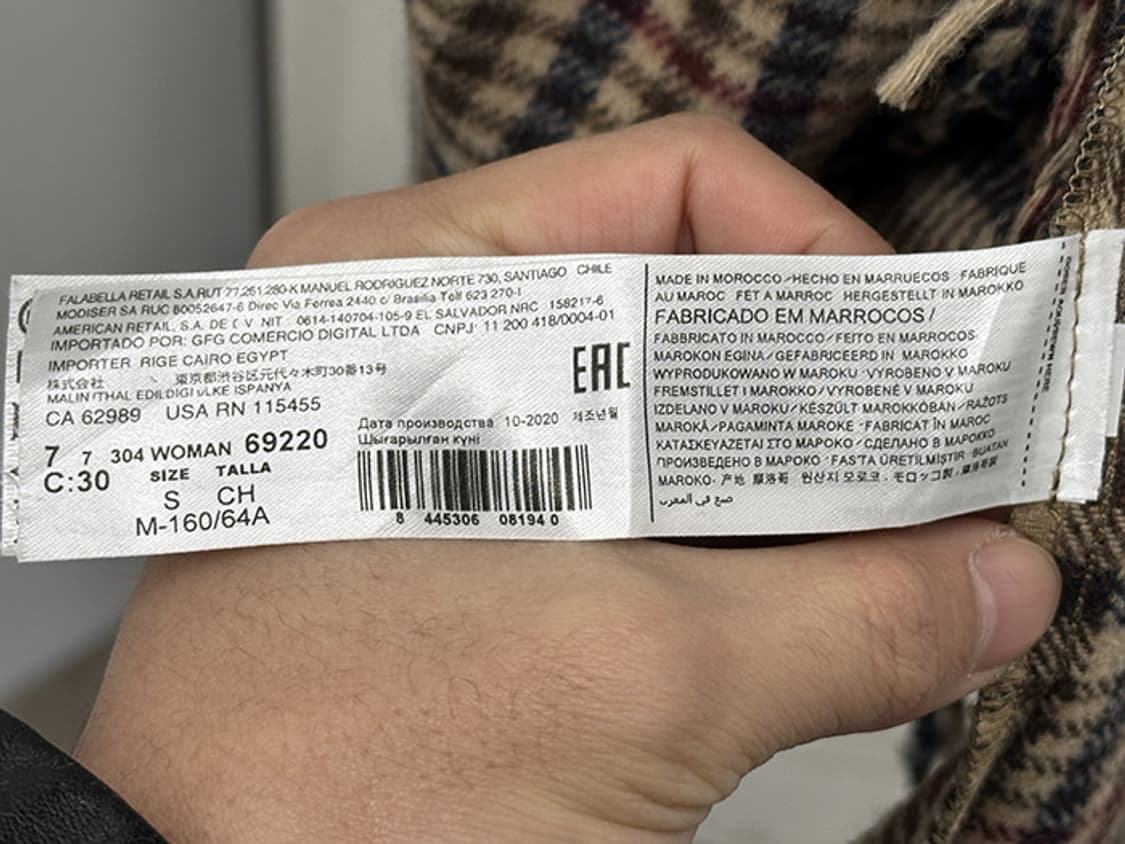 FALABELLA RETAIL S.A.RUT 77.261.280-K MANUEL RODRIGUEZ NORTE 730, SANTIAGO CHILE
MODISER SA RUC 80052647-6 Direc Via Ferrea 2440 c/ Brasilia Telf 623 270-1
AMERICAN RETAIL, S.A. DE C V NIT 0614-140704-105-9 EL SALVADOR NRC 158217-6
IMPORTADO POR: GFG COMERCIO DIGITAL LTDA CNPJ: 11 200 418/0004-01
IMPORTER RIGE CAIRO EGYPT
株式会社 東京都渋谷区元代々木町30番13号
MALIN İTHAL EDİLDİĞİ ÜLKE ISPANYA
CA 62989 USA RN 115455
7 7 304 WOMAN 69220
C:30
SIZE TALLA
S CH
M-160/64A
EAC
Дата производства 10-2020 제조년월
Шығарылған күні
8 445306 08194 0
MADE IN MOROCCO/HECHO EN MARRUECOS FABRIQUE
AU MAROC FET A MARROC HERGESTELLT IN MAROKKO
FABRICADO EM MARROCOS /
FABBRICATO IN MAROCCO/FEITO EN MARROCOS
MAROKON EGINA/GEFABRICEERD IN MAROKKO
WYPRODUKOWANO W MAROKU VYROBENO V MAROKU
FREMSTILLET I MAROKKO/VYROBENÉ V MAROKU
IZDELANO V MAROKU/KÉSZÜLT MAROKKÓBAN/RAŽOTS
MAROKĀ/PAGAMINTA MAROKE FABRICAT ÎN MAROC
ΚΑΤΑΣΚΕΥΑΖΕΤΑΙ ΣΤΟ ΜΑΡΟΚΟ/СДЕЛАНО В МАРОККО
ПРОИЗВЕДЕНО В МАРОКО FAS'TA ÜRETİLMİŞTİR BUATAN
MAROKO 产地 摩洛哥 원산지 모로코 モロッコ製 摩洛哥製
صنع في المغرب